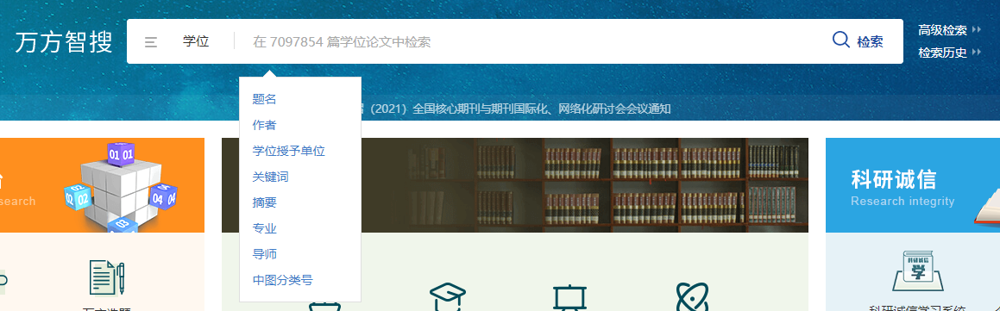 万方智搜
学位
在 7097854 篇学位论文中检索
检索
高级检索
检索历史
题名
作者
学位授予单位
关键词
摘要
专业
导师
中图分类号
（2021）全国核心期刊与期刊国际化、网络化研讨会会议通知
search
01 01
02 02
03
04 04
科研诚信
Research integrity
科研诚信
学
万方选题
科研诚信学习系统